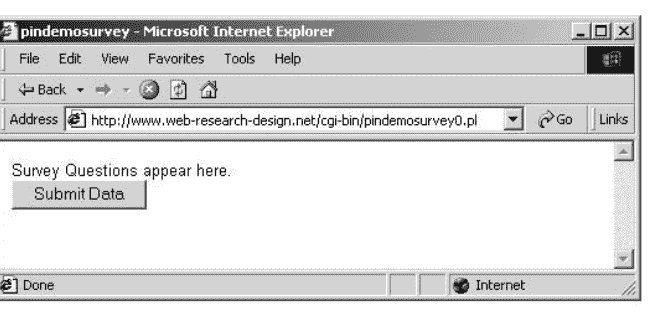 pindemosurvey - Microsoft Internet Explorer
File Edit View Favorites Tools Help
Back
Address http://www.web-research-design.net/cgi-bin/pindemosurvey0.pl Go Links
Survey Questions appear here.
Submit Data
Done Internet